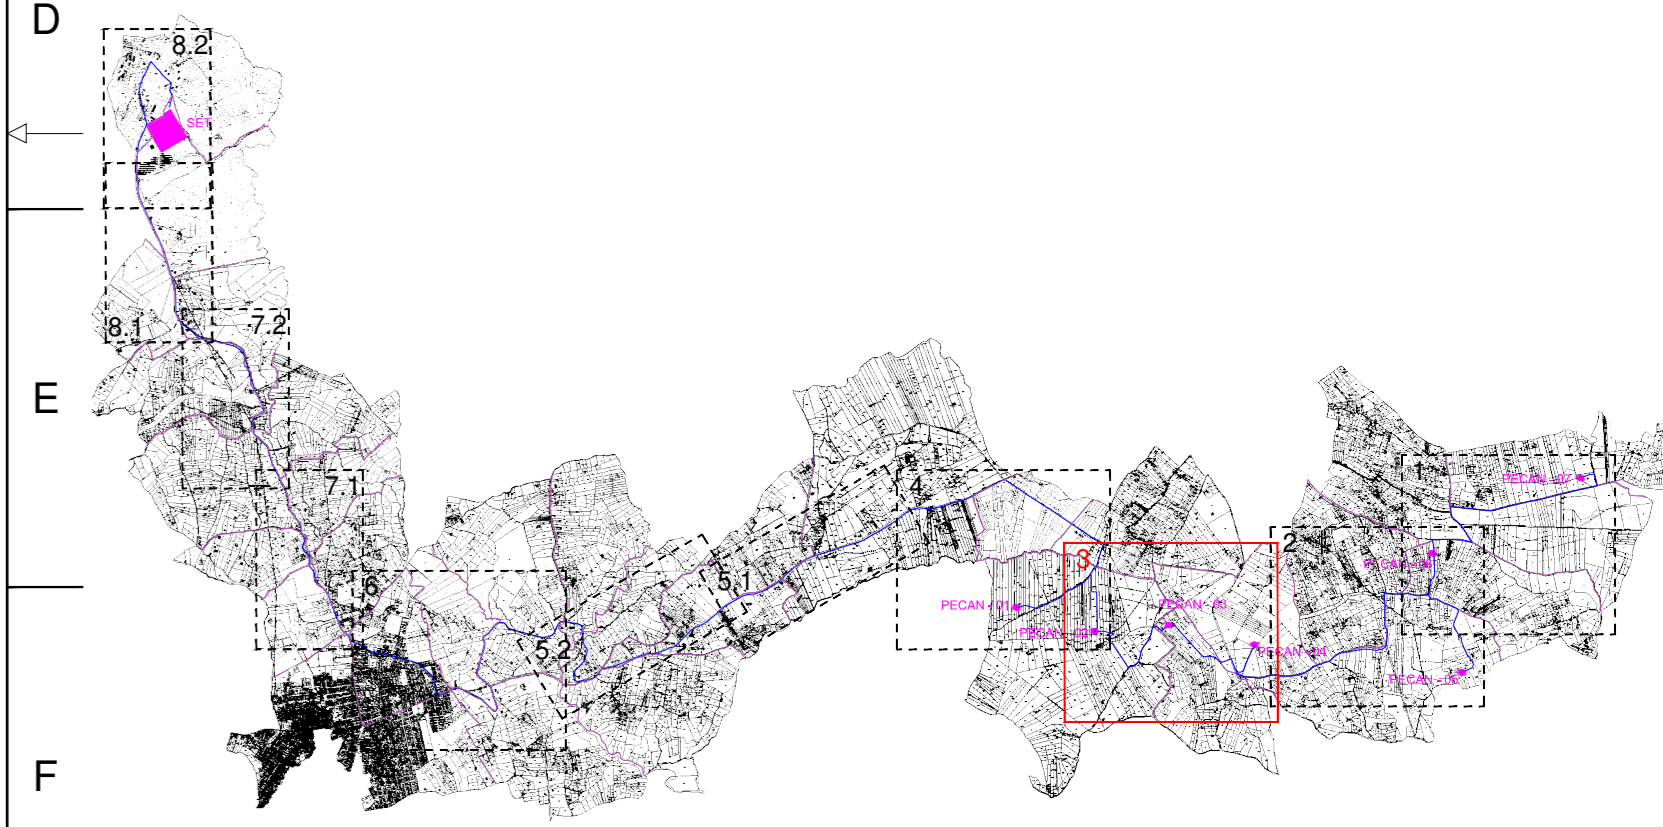 D
8.2
SET
8.1
7.2
E
7.1
1
PECAN - 07
4
2
3
5.1
6
PECAN - 01
PECAN - 03
PECAN - 02
5.2
PECAN - 04
PECAN - 05
F